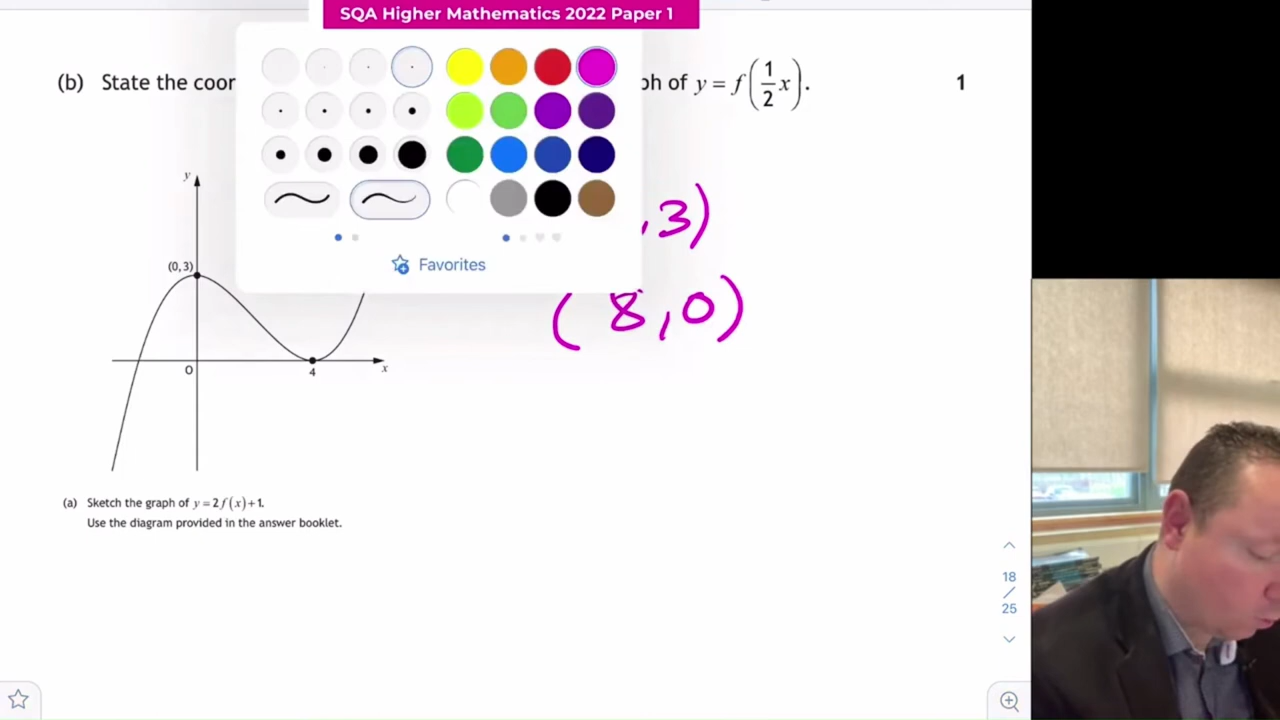 SQA Higher Mathematics 2022 Paper 1
(b) State the coor
ph of y = f(1/2 x).
1
,3)
(8,0)
Favorites
y
(0,3)
O
4
x
(a) Sketch the graph of y=2f(x)+1.
Use the diagram provided in the answer booklet.
18
/
25